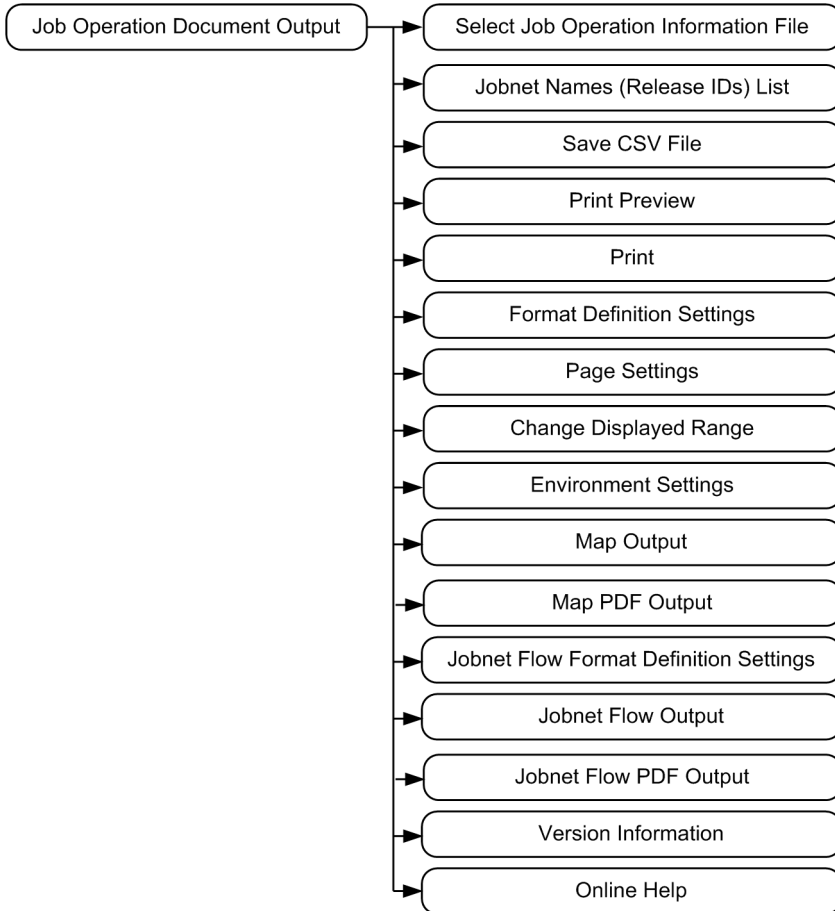 Job Operation Document Output
Select Job Operation Information File
Jobnet Names (Release IDs) List
Save CSV File
Print Preview
Print
Format Definition Settings
Page Settings
Change Displayed Range
Environment Settings
Map Output
Map PDF Output
Jobnet Flow Format Definition Settings
Jobnet Flow Output
Jobnet Flow PDF Output
Version Information
Online Help